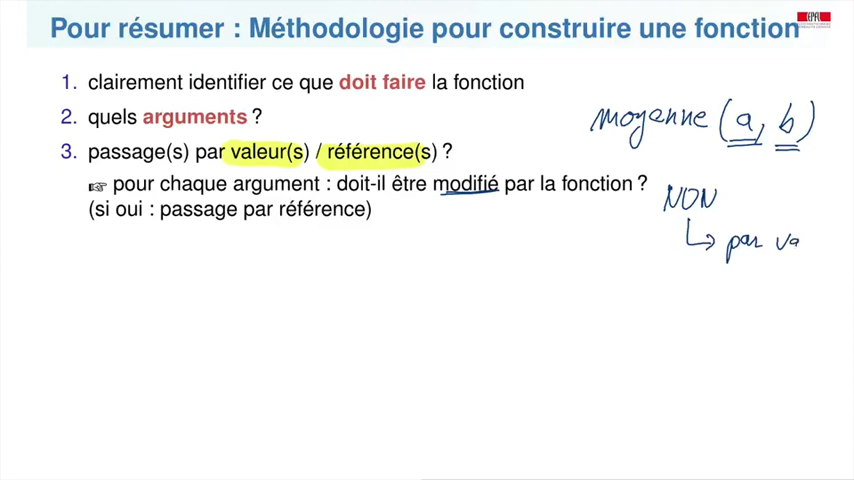 Pour résumer : Méthodologie pour construire une fonction
EPFL
1. clairement identifier ce que doit faire la fonction
2. quels arguments ?
moyenne (a, b)
3. passage(s) par valeur(s) / référence(s) ?
☞ pour chaque argument : doit-il être modifié par la fonction ?
(si oui : passage par référence)
NON
↳ par va